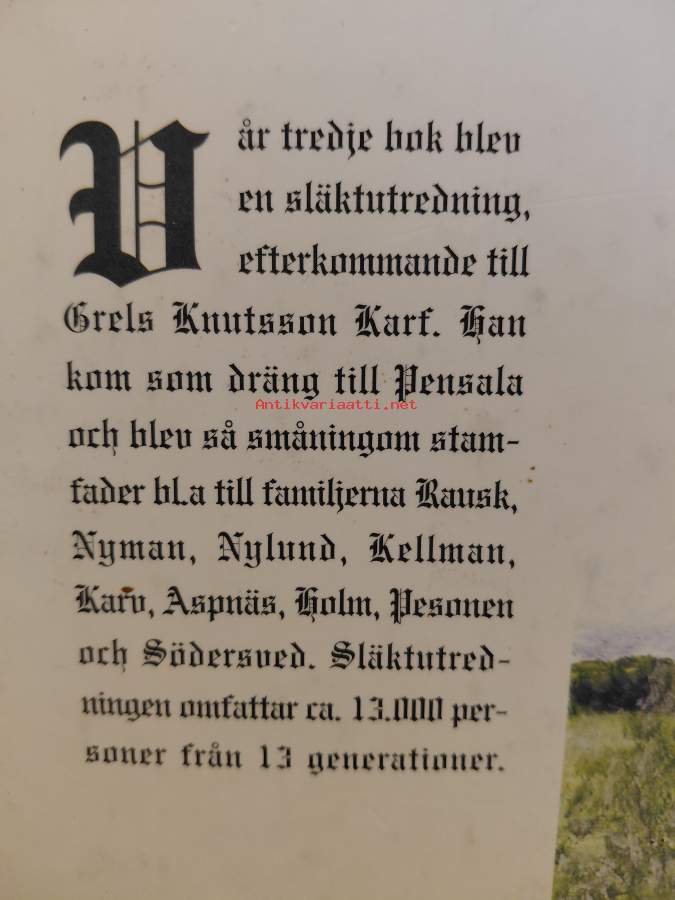 Vår tredje bok blev
en släktutredning,
efterkommande till
Grels Knutsson Karf. Han
kom som dräng till Pensala
Antikvariaatti.net
och blev så småningom stam-
fader bl.a till familjerna Rausk,
Nyman, Nylund, Kellman,
Karv, Aspnäs, Holm, Pesonen
och Södersved. Släktutred-
ningen omfattar ca. 13.000 per-
soner från 13 generationer.